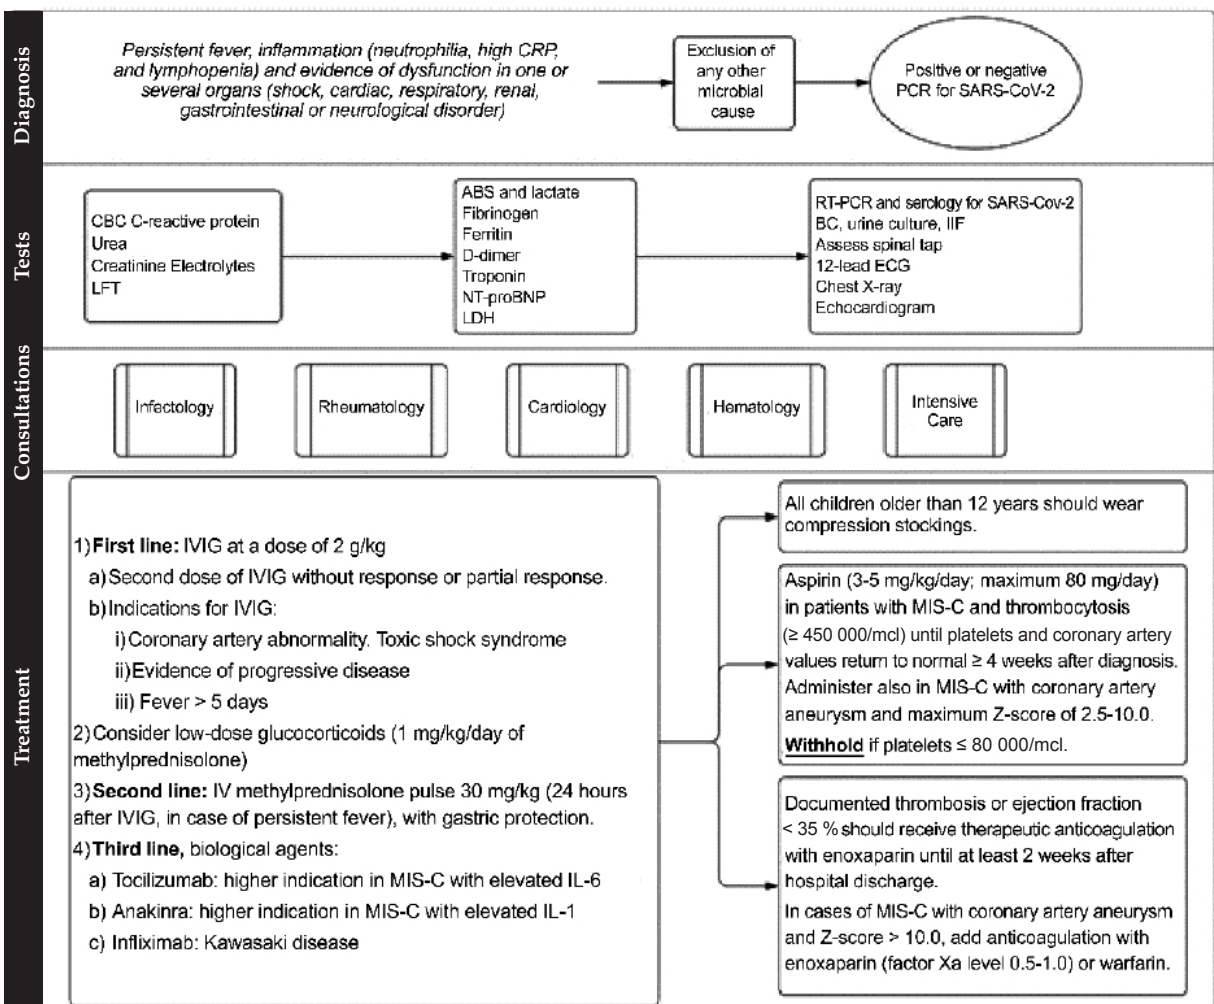 Diagnosis
Persistent fever, inflammation (neutrophilia, high CRP,
and lymphopenia) and evidence of dysfunction in one or
several organs (shock, cardiac, respiratory, renal,
gastrointestinal or neurological disorder)
Exclusion of
any other
microbial
cause
Positive or negative
PCR for SARS-CoV-2
Tests
CBC C-reactive protein
Urea
Creatinine Electrolytes
LFT
ABS and lactate
Fibrinogen
Ferritin
D-dimer
Troponin
NT-proBNP
LDH
RT-PCR and serology for SARS-Cov-2
BC, urine culture, IIF
Assess spinal tap
12-lead ECG
Chest X-ray
Echocardiogram
Consultations
Infectology
Rheumatology
Cardiology
Hematology
Intensive
Care
Treatment
1)First line: IVIG at a dose of 2 g/kg
a)Second dose of IVIG without response or partial response.
b)Indications for IVIG:
i)Coronary artery abnormality. Toxic shock syndrome
ii)Evidence of progressive disease
iii) Fever > 5 days
2)Consider low-dose glucocorticoids (1 mg/kg/day of
methylprednisolone)
3)Second line: IV methylprednisolone pulse 30 mg/kg (24 hours
after IVIG, in case of persistent fever), with gastric protection.
4)Third line, biological agents:
a) Tocilizumab: higher indication in MIS-C with elevated IL-6
b) Anakinra: higher indication in MIS-C with elevated IL-1
c) Infliximab: Kawasaki disease
All children older than 12 years should wear
compression stockings.
Aspirin (3-5 mg/kg/day; maximum 80 mg/day)
in patients with MIS-C and thrombocytosis
(≥ 450 000/mcl) until platelets and coronary artery
values return to normal ≥ 4 weeks after diagnosis.
Administer also in MIS-C with coronary artery
aneurysm and maximum Z-score of 2.5-10.0.
Withhold if platelets ≤ 80 000/mcl.
Documented thrombosis or ejection fraction
< 35 % should receive therapeutic anticoagulation
with enoxaparin until at least 2 weeks after
hospital discharge.
In cases of MIS-C with coronary artery aneurysm
and Z-score > 10.0, add anticoagulation with
enoxaparin (factor Xa level 0.5-1.0) or warfarin.